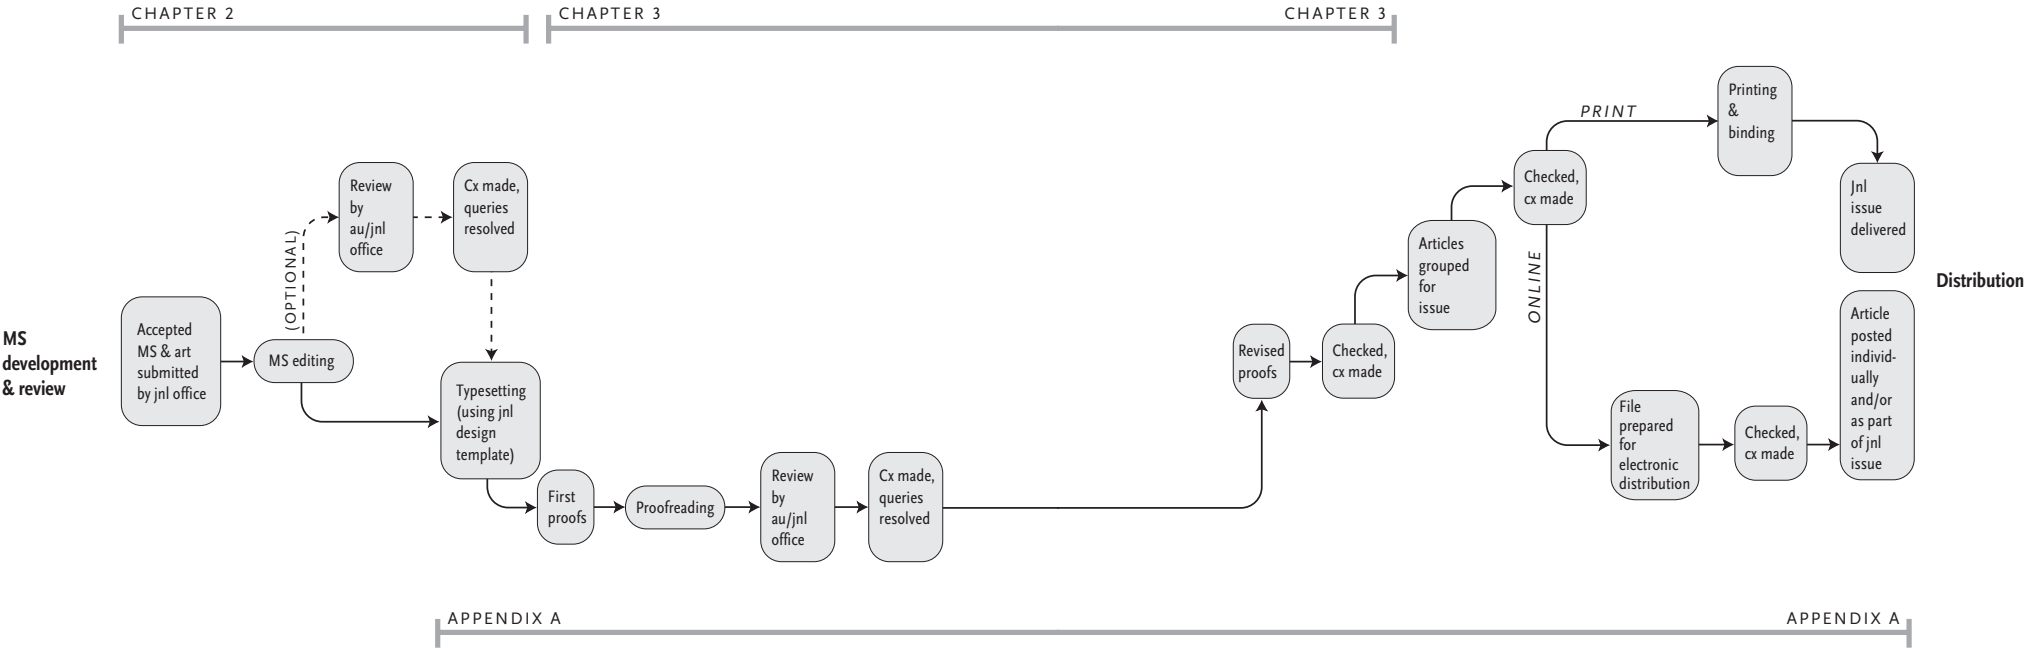 CHAPTER 2
CHAPTER 3
CHAPTER 3
MS
development
& review
Accepted
MS & art
submitted
by jnl office
MS editing
(OPTIONAL)
Review
by
au/jnl
office
Cx made,
queries
resolved
Typesetting
(using jnl
design
template)
First
proofs
Proofreading
Review
by
au/jnl
office
Cx made,
queries
resolved
Revised
proofs
Checked,
cx made
Articles
grouped
for
issue
Checked,
cx made
PRINT
Printing
&
binding
Jnl
issue
delivered
ONLINE
File
prepared
for
electronic
distribution
Checked,
cx made
Article
posted
individ-
ually
and/or
as part
of jnl
issue
Distribution
APPENDIX A
APPENDIX A